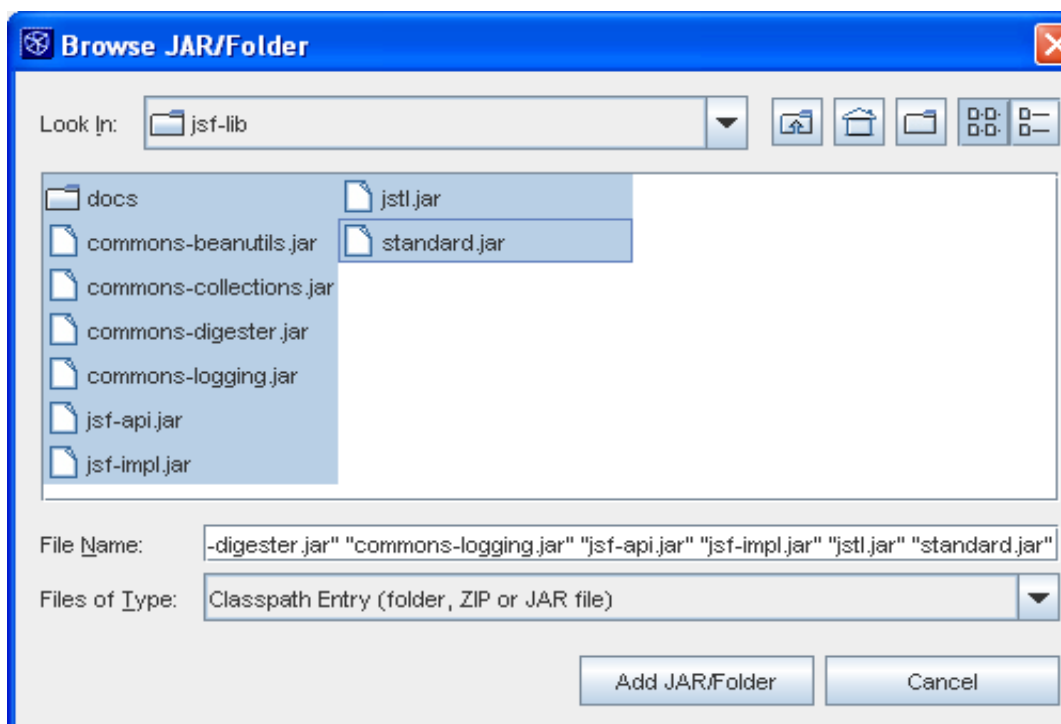 Browse JAR/Folder
Look In: jsf-lib
docs
commons-beanutils.jar
commons-collections.jar
commons-digester.jar
commons-logging.jar
jsf-api.jar
jsf-impl.jar
jstl.jar
standard.jar
File Name: -digester.jar" "commons-logging.jar" "jsf-api.jar" "jsf-impl.jar" "jstl.jar" "standard.jar"
Files of Type: Classpath Entry (folder, ZIP or JAR file)
Add JAR/Folder Cancel